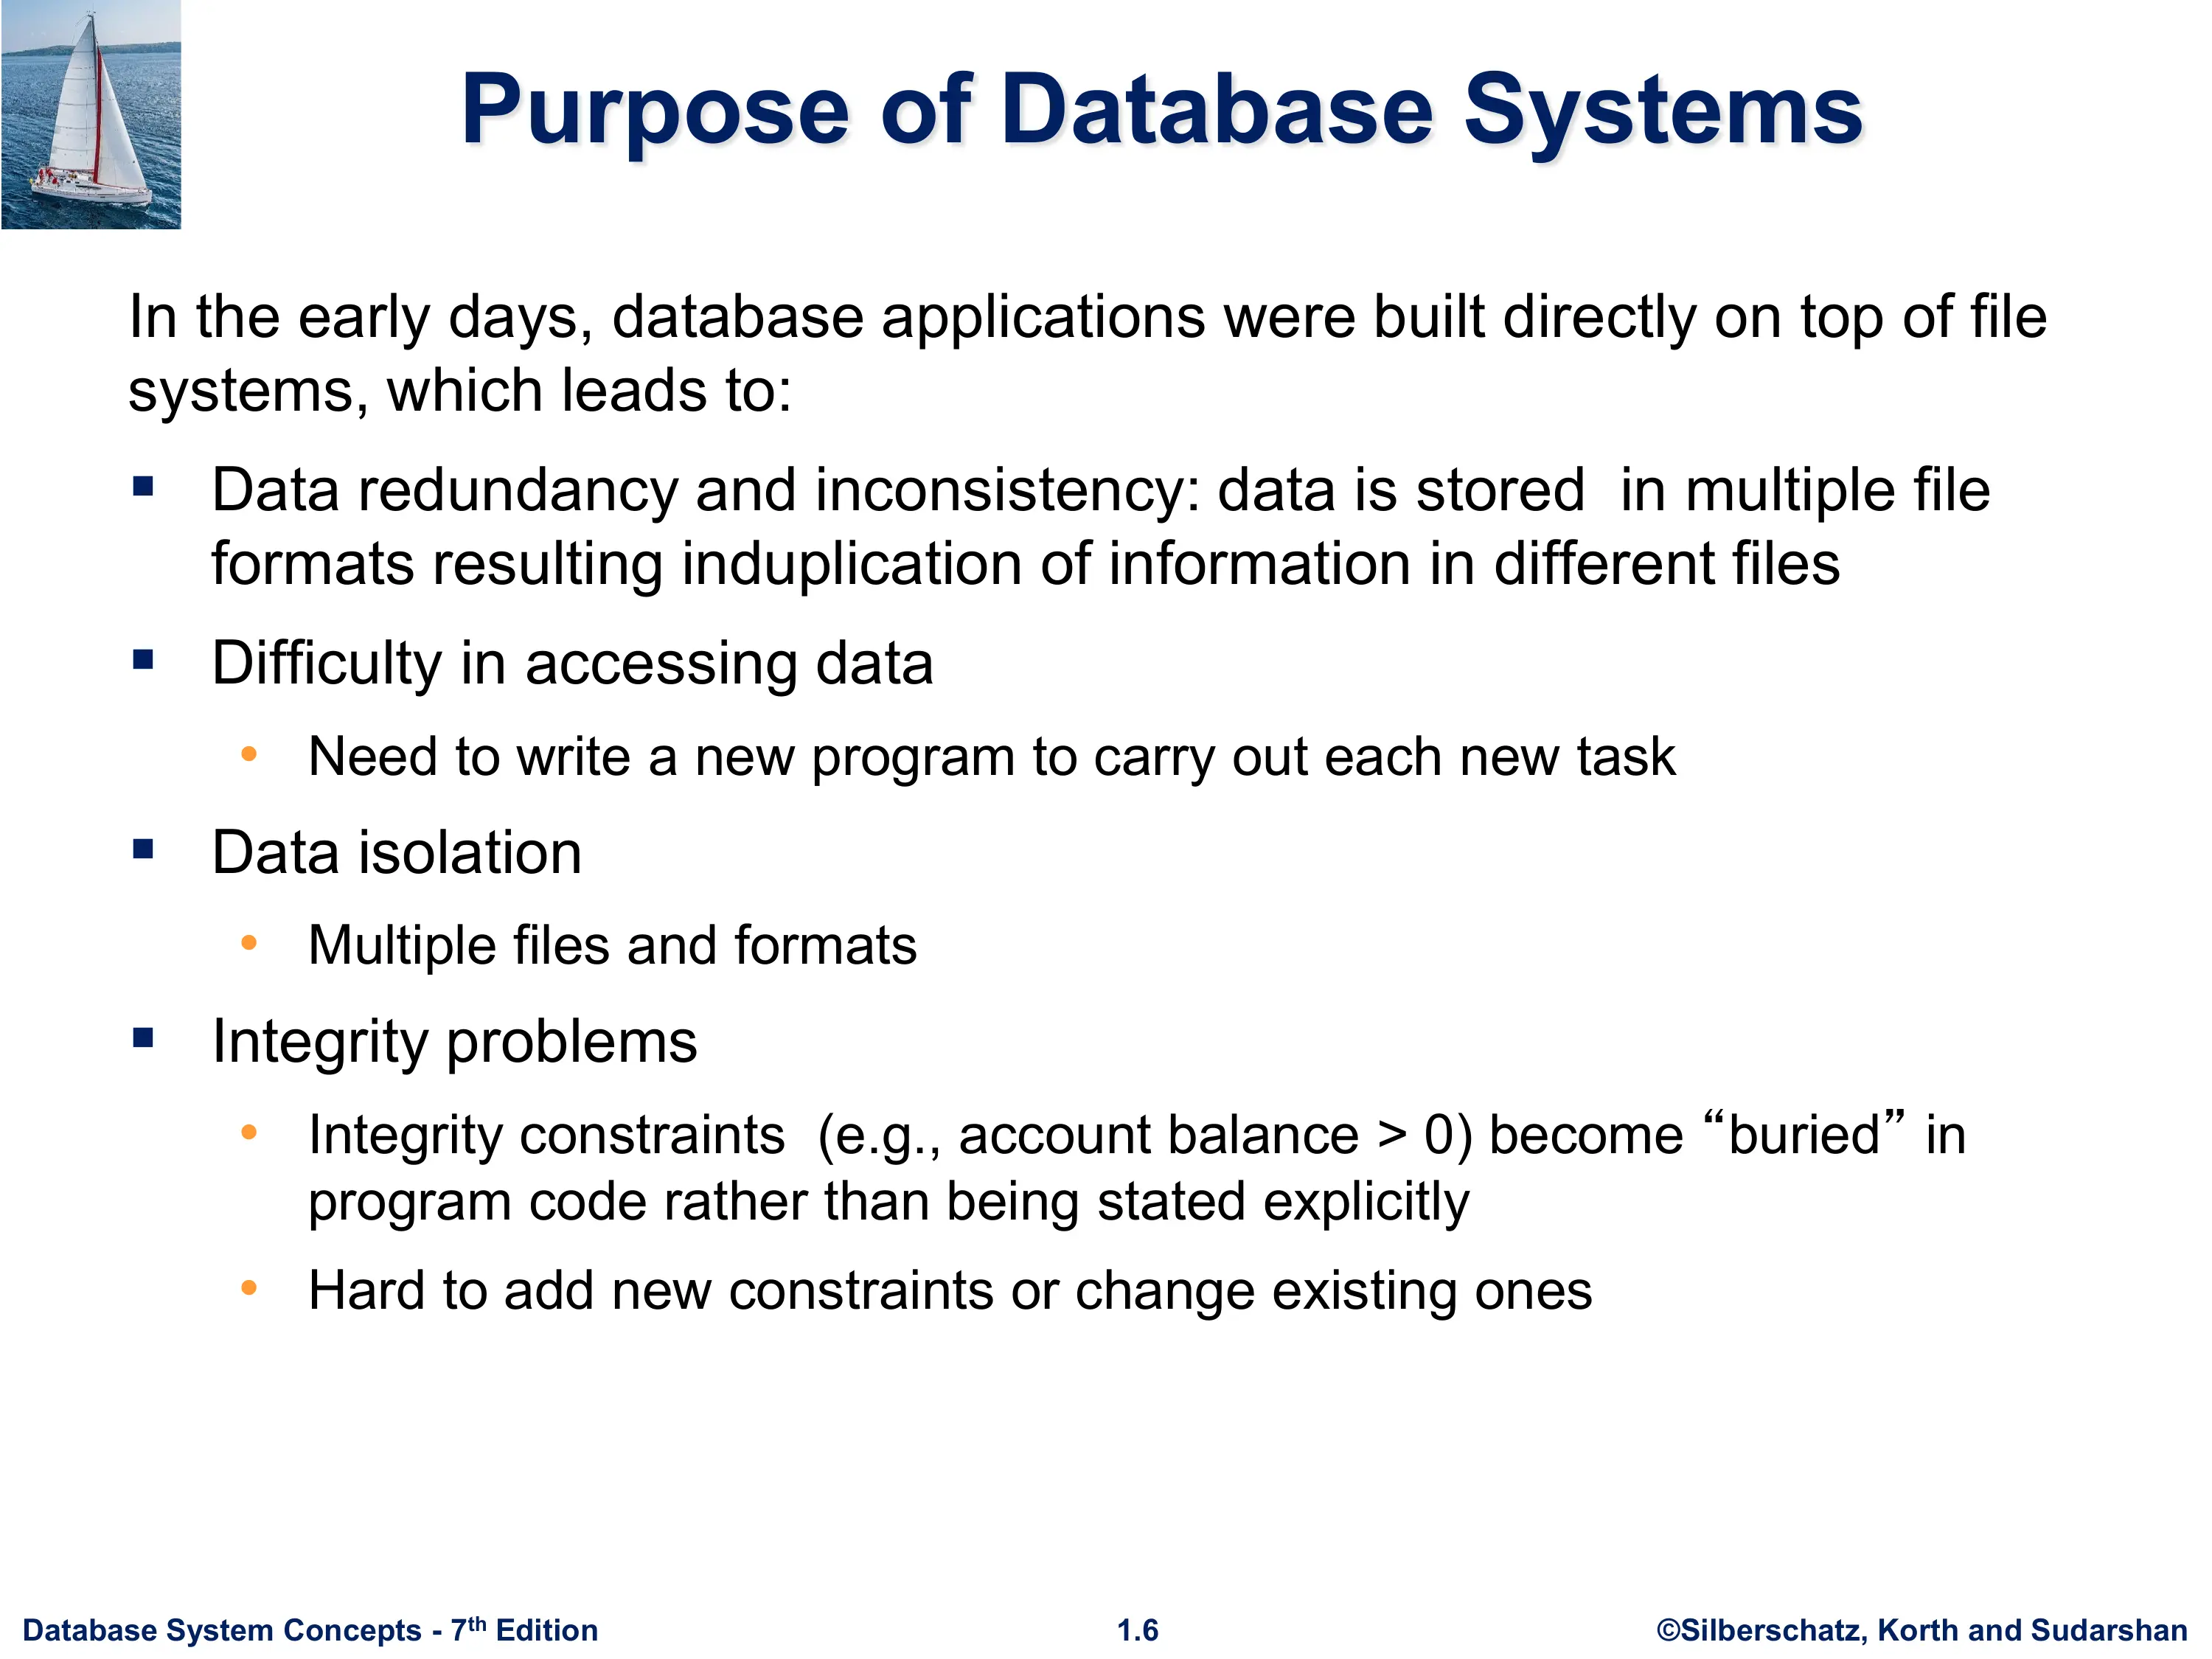 Purpose of Database Systems
In the early days, database applications were built directly on top of file
systems, which leads to:
▪ Data redundancy and inconsistency: data is stored  in multiple file
formats resulting induplication of information in different files
▪ Difficulty in accessing data
• Need to write a new program to carry out each new task
▪ Data isolation
• Multiple files and formats
▪ Integrity problems
• Integrity constraints  (e.g., account balance > 0) become “buried” in
program code rather than being stated explicitly
• Hard to add new constraints or change existing ones
Database System Concepts - 7th Edition
1.6
©Silberschatz, Korth and Sudarshan